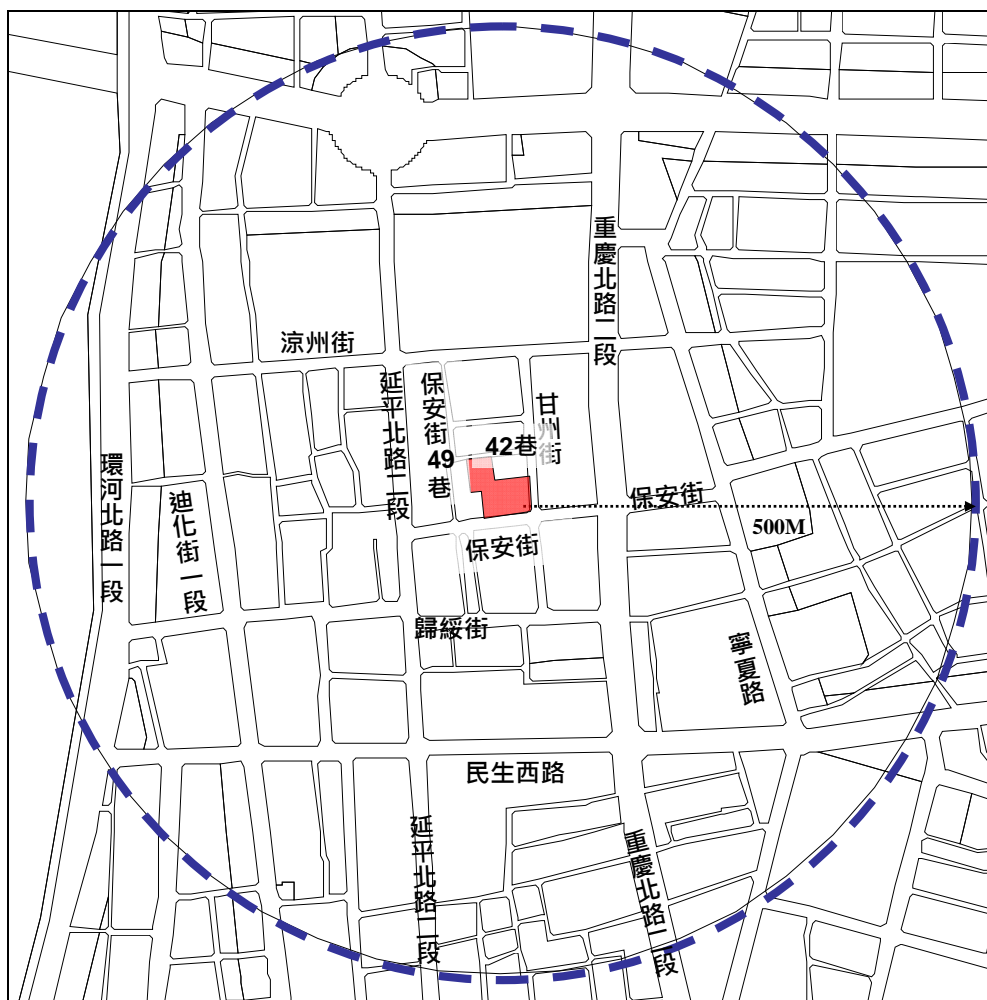 重慶北路二段
涼州街
延平北路二段
保安街49巷
甘州街
42巷
環河北路一段
迪化街一段
保安街
500M
保安街
歸綏街
寧夏路
民生西路
延平北路二段
重慶北路二段